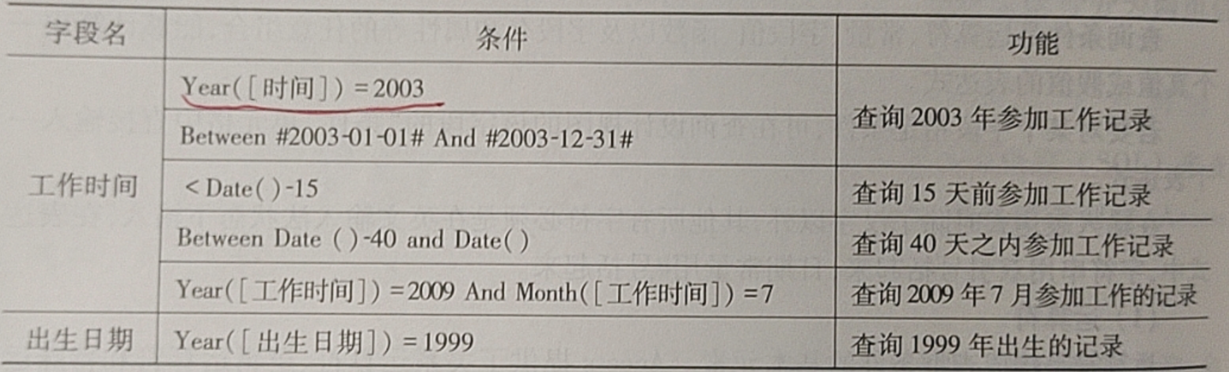 字段名 条件 功能
Year([时间])=2003
查询 2003 年参加工作记录
Between #2003-01-01# And #2003-12-31#
工作时间 <Date()-15 查询 15 天前参加工作记录
Between Date ()-40 and Date() 查询 40 天之内参加工作记录
Year([工作时间])=2009 And Month([工作时间])=7 查询 2009 年 7 月参加工作的记录
出生日期 Year([出生日期])=1999 查询 1999 年出生的记录